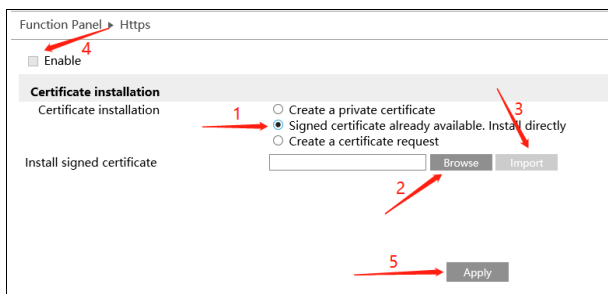 Function Panel ▶ Https
4
Enable
Certificate installation
Certificate installation
1
Create a private certificate
3
Signed certificate already available. Install directly
Create a certificate request
Install signed certificate
Browse
Import
2
5
Apply